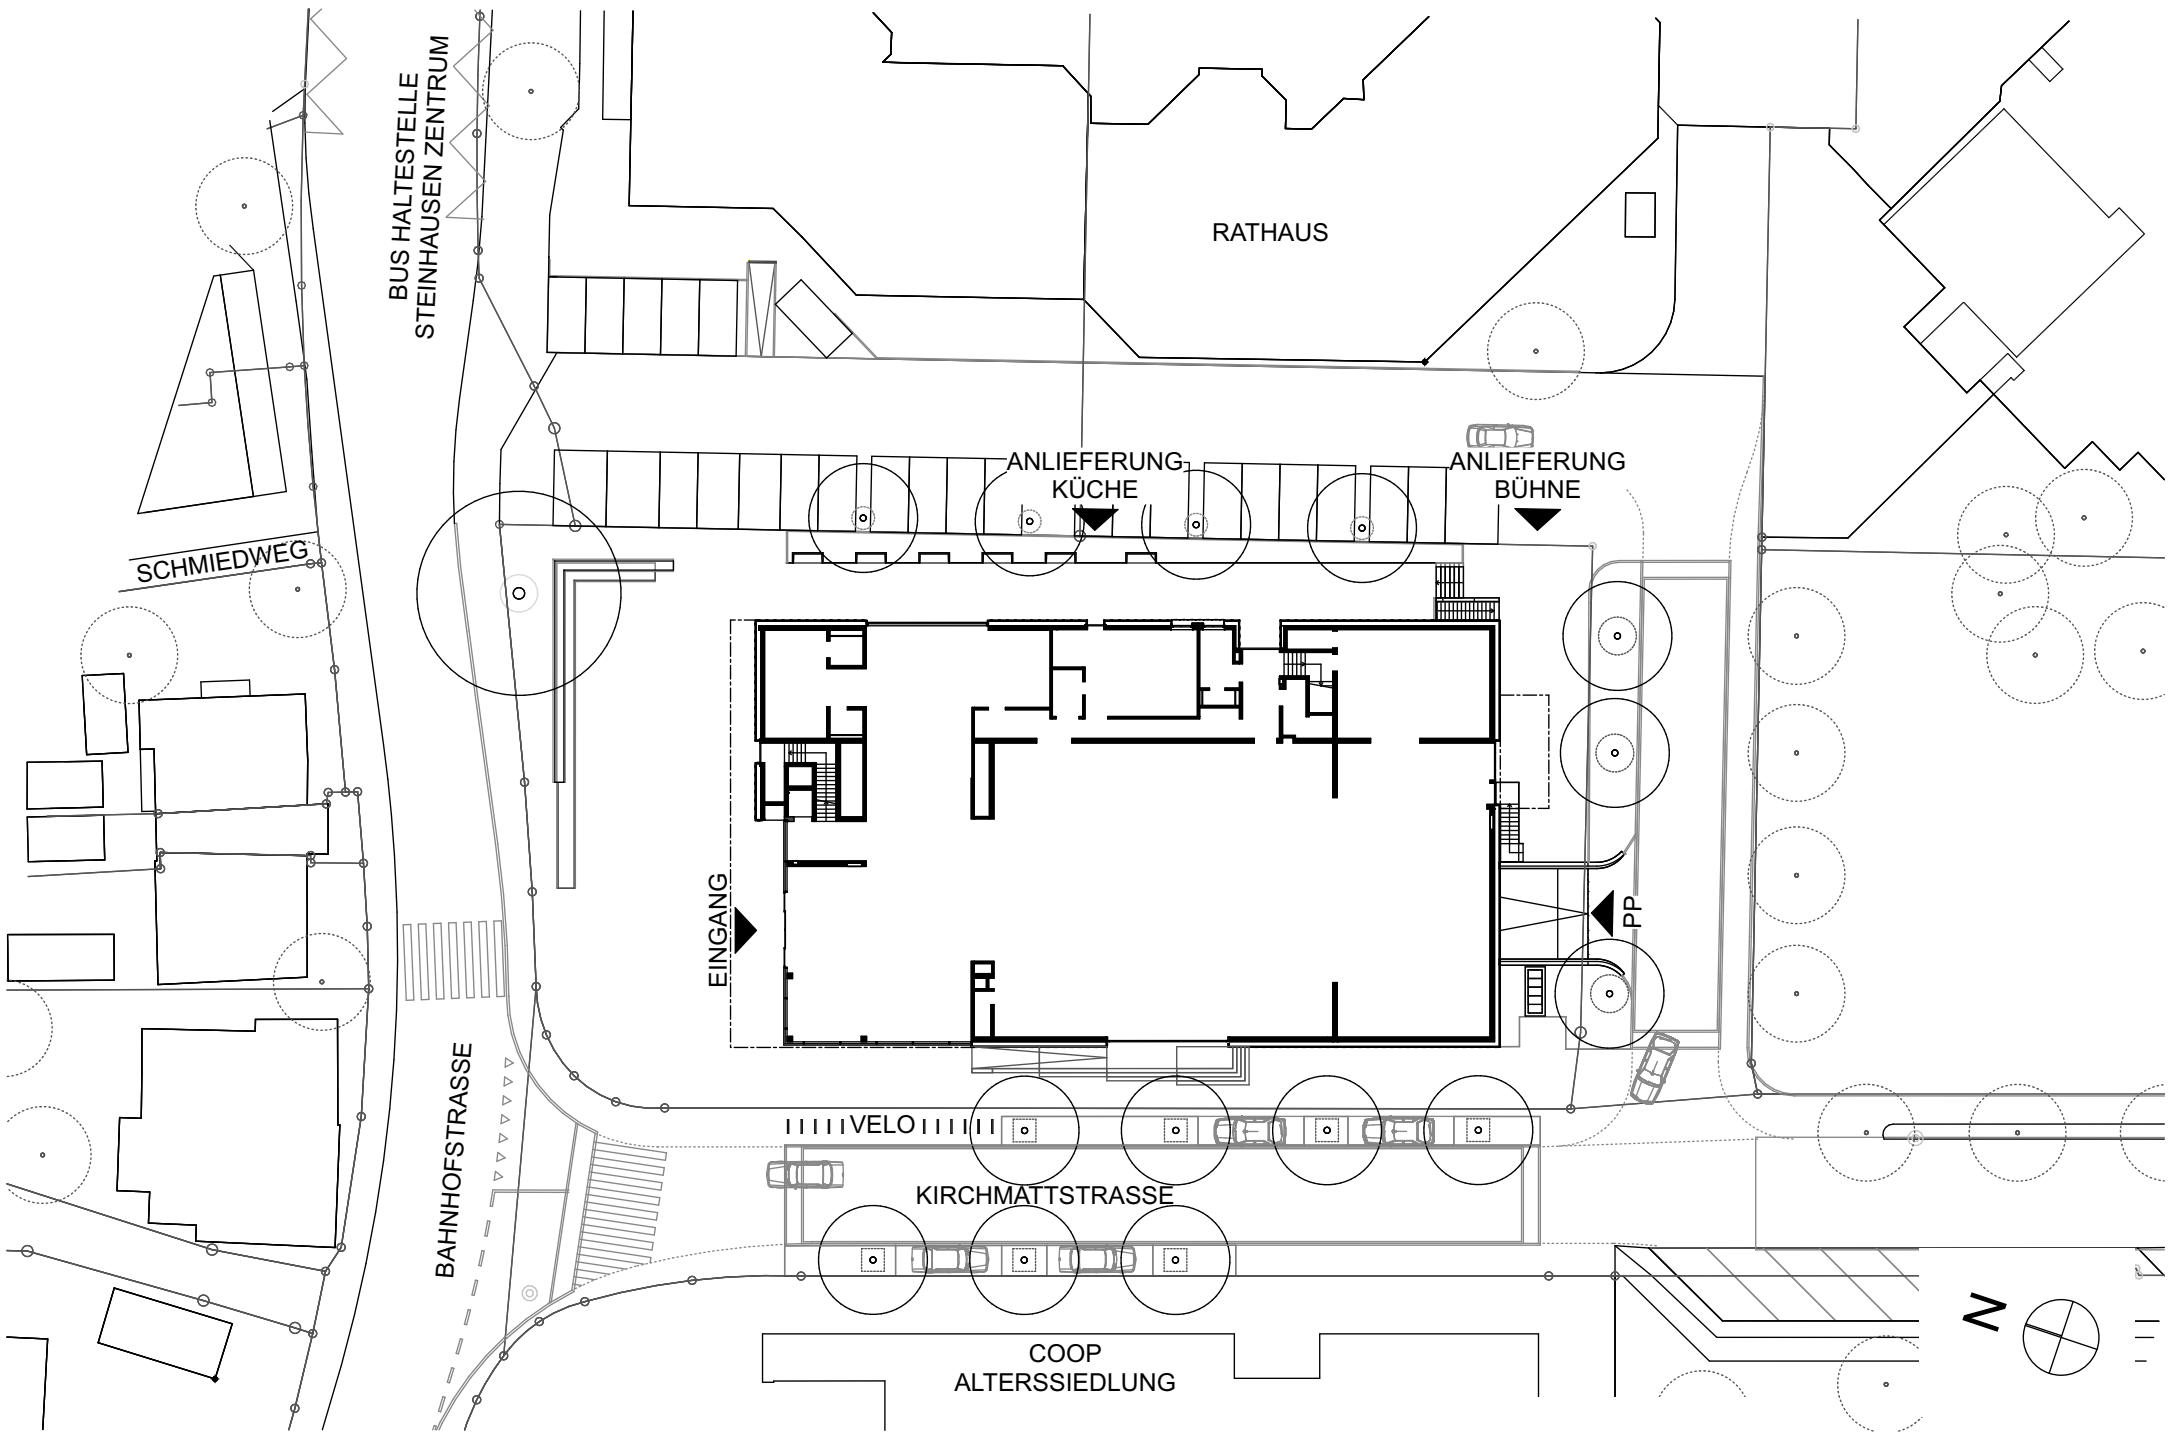 BUS HALTESTELLE
STEINHAUSEN ZENTRUM
RATHAUS
ANLIEFERUNG
KÜCHE
ANLIEFERUNG
BÜHNE
SCHMIEDWEG
EINGANG
PP
BAHNHOFSTRASSE
VELO
KIRCHMATTSTRASSE
COOP
ALTERSSIEDLUNG
N